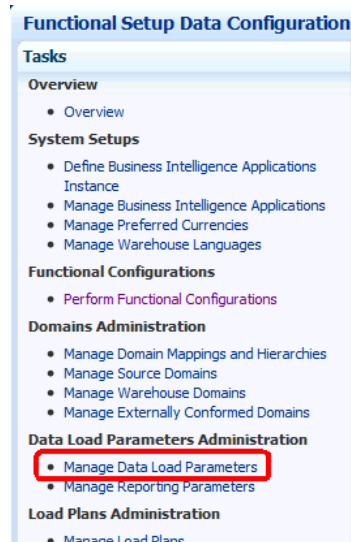 Functional Setup Data Configuration
Tasks
Overview
• Overview
System Setups
• Define Business Intelligence Applications
Instance
• Manage Business Intelligence Applications
• Manage Preferred Currencies
• Manage Warehouse Languages
Functional Configurations
• Perform Functional Configurations
Domains Administration
• Manage Domain Mappings and Hierarchies
• Manage Source Domains
• Manage Warehouse Domains
• Manage Externally Conformed Domains
Data Load Parameters Administration
• Manage Data Load Parameters
• Manage Reporting Parameters
Load Plans Administration
• Manage Load Plans